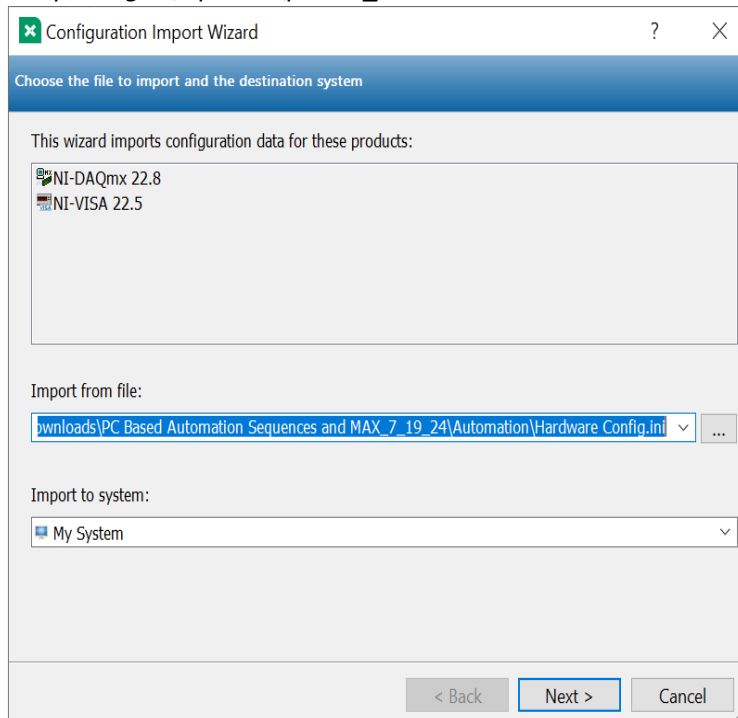 Configuration Import Wizard ?
Choose the file to import and the destination system
This wizard imports configuration data for these products:
NI-DAQmx 22.8
NI-VISA 22.5
Import from file:
ownloads\PC Based Automation Sequences and MAX_7_19_24\Automation\Hardware Config.ini ...
Import to system:
My System
< Back Next > Cancel